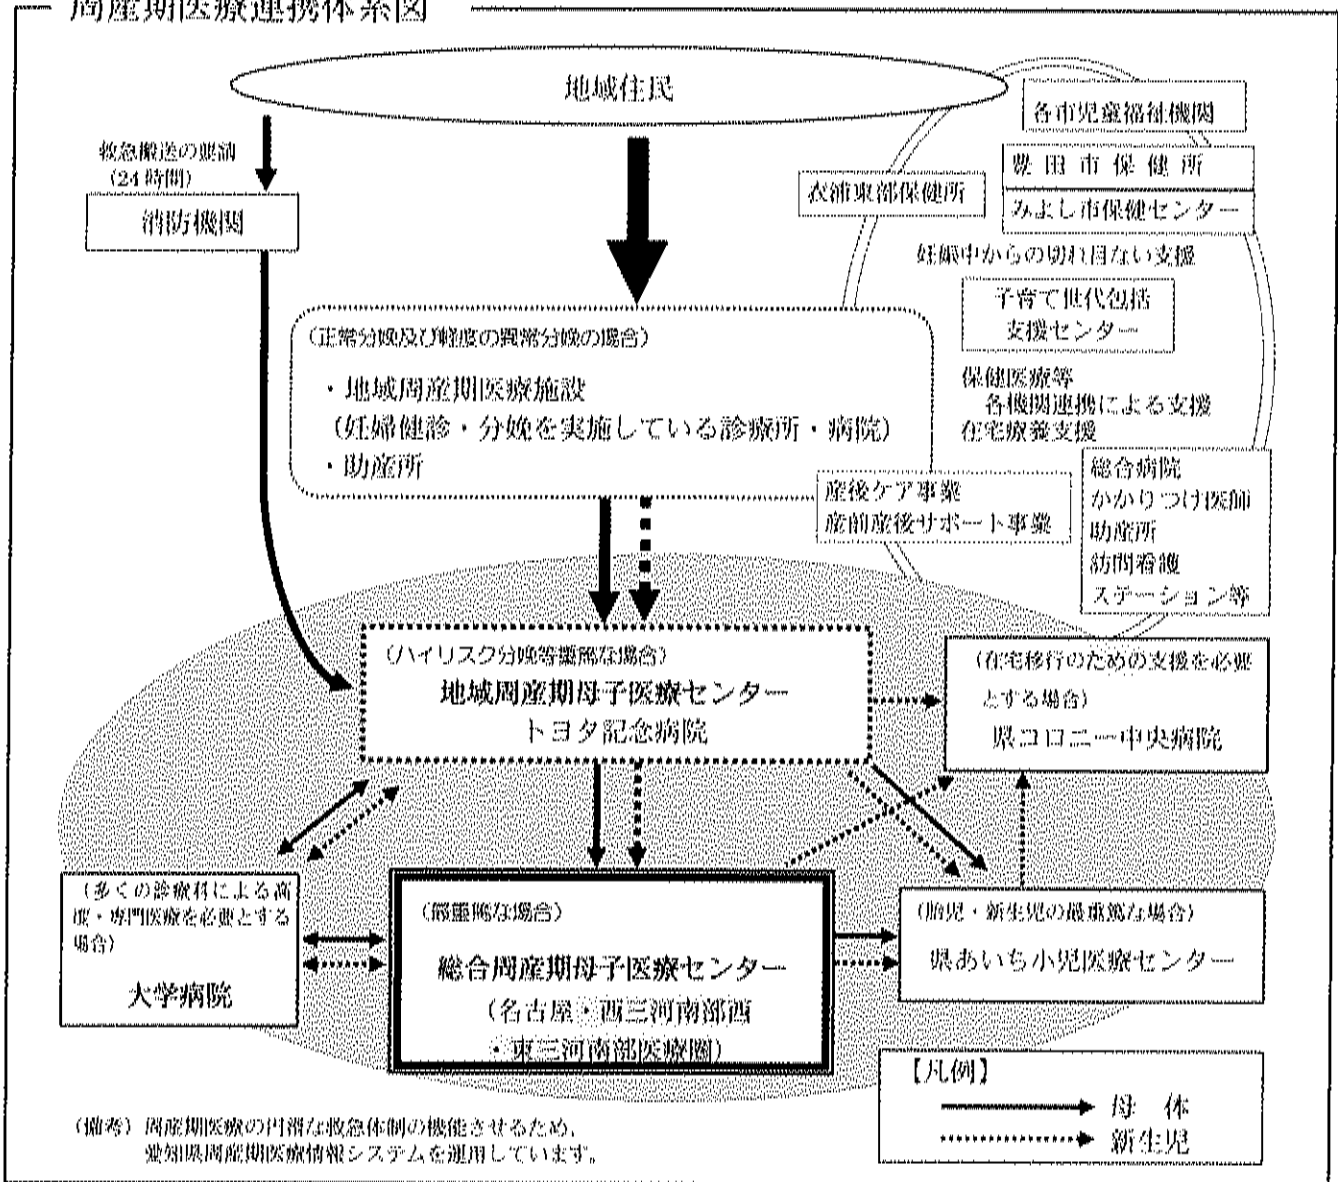 周産期医療連携体系図
地域住民
救急搬送の要請
(24時間)
消防機関
各市児童福祉機関
豊田市保健所
衣浦東部保健所
みよし市保健センター
妊娠中からの切れ目ない支援
子育て世代包括
支援センター
保健医療等
各機関連携による支援
在宅療養支援
(正常分娩及び軽度の異常分娩の場合)
・地域周産期医療施設
(妊婦健診・分娩を実施している診療所・病院)
・助産所
産後ケア事業
産前産後サポート事業
総合病院
かかりつけ医師
助産所
訪問看護
ステーション等
(ハイリスク分娩等重篤な場合)
地域周産期母子医療センター
トヨタ記念病院
(在宅移行のための支援を必要
とする場合)
県コロニー中央病院
(多くの診療科による高
度・専門医療を必要とする
場合)
大学病院
(最重篤な場合)
総合周産期母子医療センター
(名古屋・西三河南部西
・東三河南部医療圏)
(胎児・新生児の最重篤な場合)
県あいち小児医療センター
【凡例】
母 体
新生児
(備考) 周産期医療の円滑な救急体制の機能させるため、
愛知県周産期医療情報システムを運用しています。